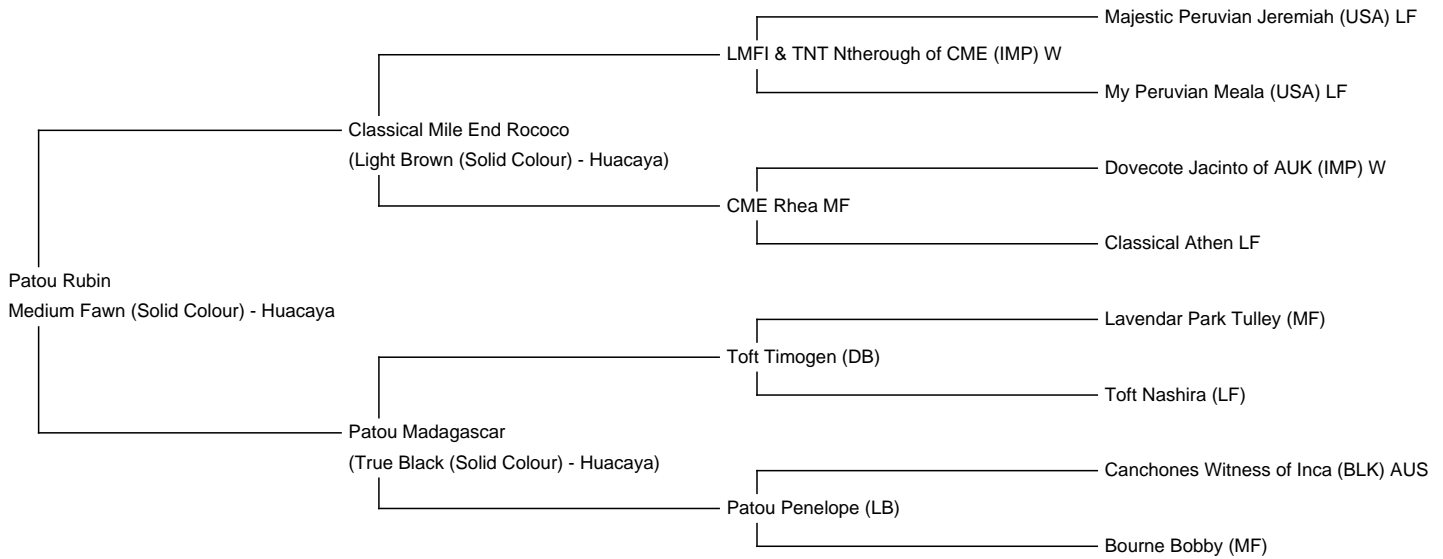 Majestic Peruvian Jeremiah (USA) LF
LMFI & TNT Ntherough of CME (IMP) W
My Peruvian Meala (USA) LF
Classical Mile End Rococo
(Light Brown (Solid Colour) - Huacaya)
Dovecote Jacinto of AUK (IMP) W
CME Rhea MF
Classical Athen LF
Patou Rubin
Medium Fawn (Solid Colour) - Huacaya
Lavendar Park Tulley (MF)
Toft Timogen (DB)
Toft Nashira (LF)
Patou Madagascar
(True Black (Solid Colour) - Huacaya)
Canchones Witness of Inca (BLK) AUS
Patou Penelope (LB)
Bourne Bobby (MF)